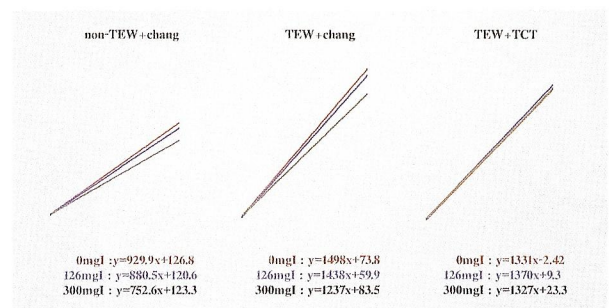 non-TEW+chang
TEW+chang
TEW+TCT
0mgI : y=929.9x+126.8
126mgI : y=880.5x+120.6
300mgI : y=752.6x+123.3
0mgI : y=1498x+73.8
126mgI : y=1438x+59.9
300mgI : y=1237x+83.5
0mgI : y=1331x-2.42
126mgI : y=1370x+9.3
300mgI : y=1327x+23.3